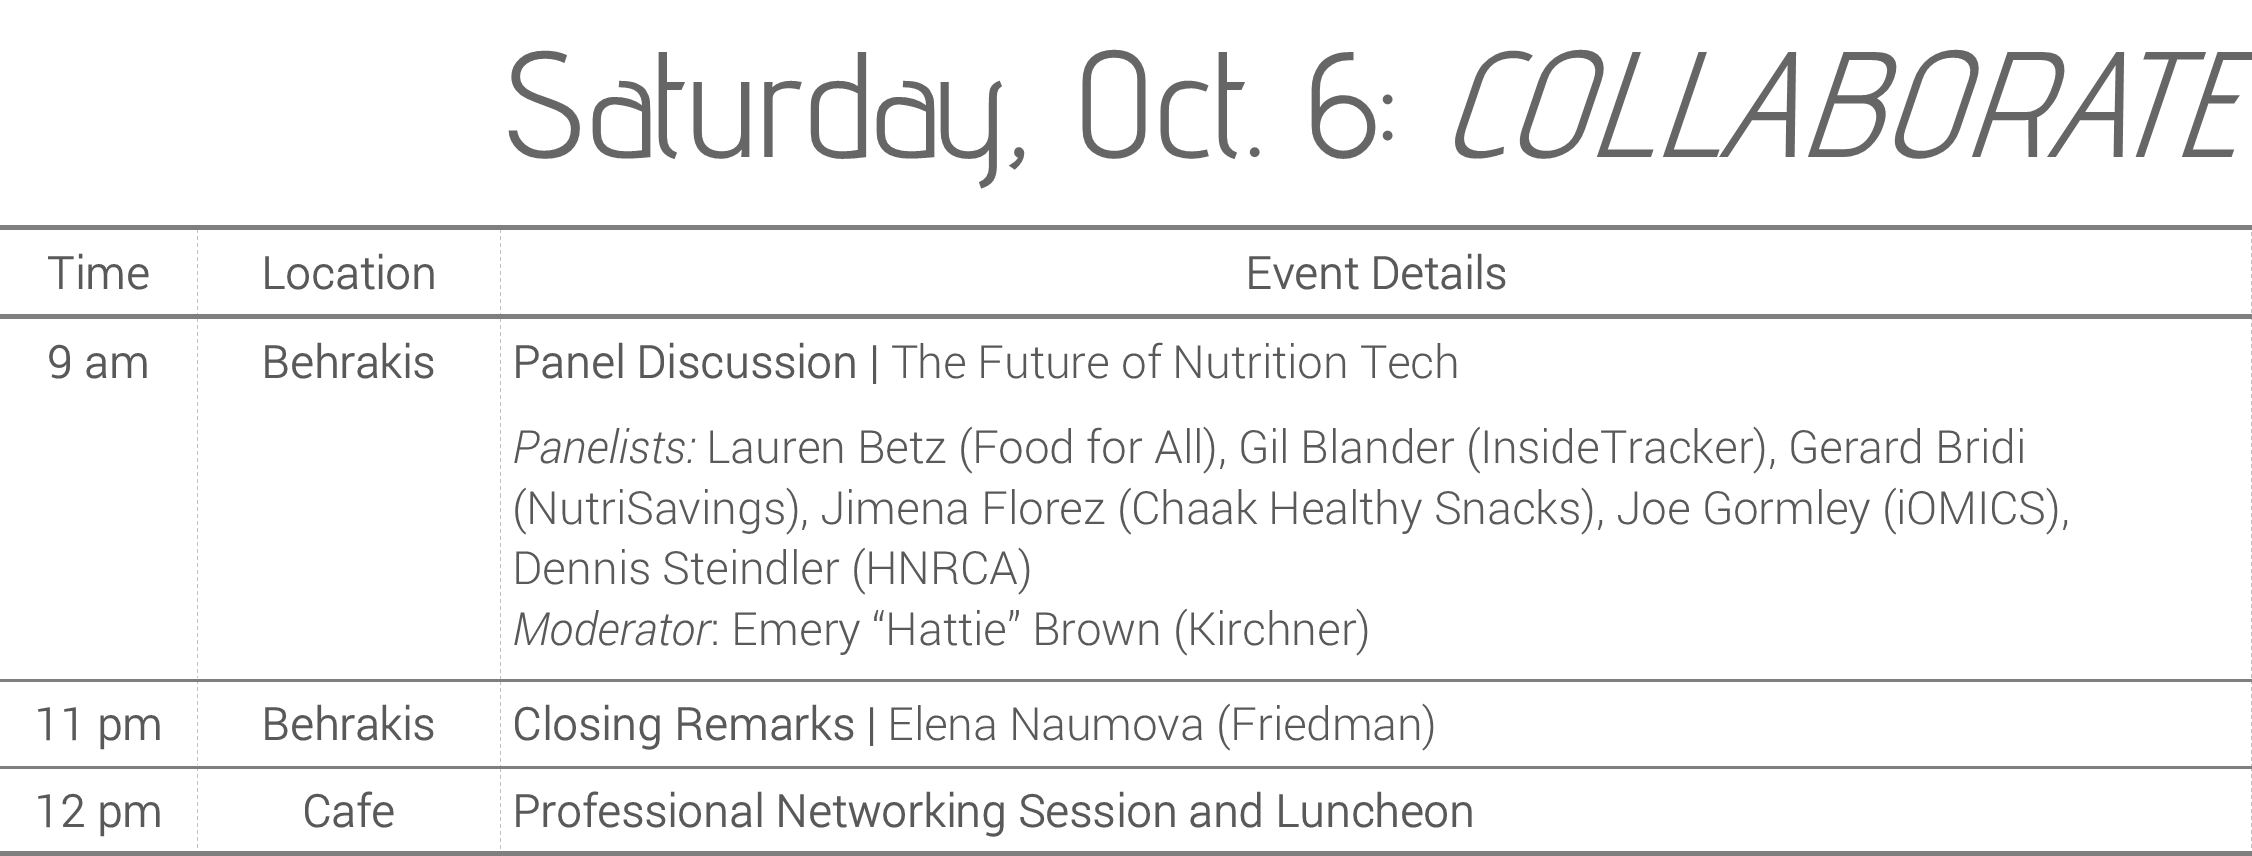 Saturday, Oct. 6: COLLABORATE
Time Location Event Details
9 am Behrakis Panel Discussion | The Future of Nutrition Tech
Panelists: Lauren Betz (Food for All), Gil Blander (InsideTracker), Gerard Bridi
(NutriSavings), Jimena Florez (Chaak Healthy Snacks), Joe Gormley (iOMICS),
Dennis Steindler (HNRCA)
Moderator: Emery “Hattie” Brown (Kirchner)
11 pm Behrakis Closing Remarks | Elena Naumova (Friedman)
12 pm Cafe Professional Networking Session and Luncheon